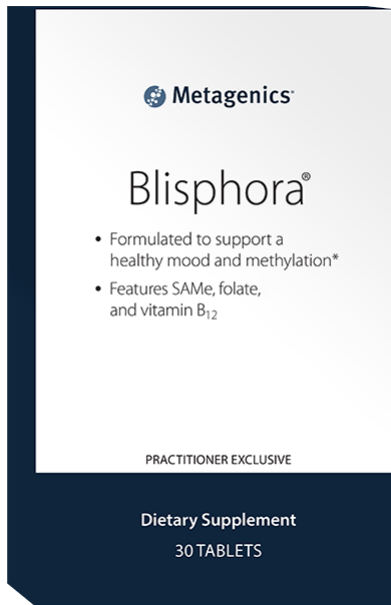 Metagenics®
Blisphora®
• Formulated to support a
healthy mood and methylation*
• Features SAMe, folate,
and vitamin B₁₂
PRACTITIONER EXCLUSIVE
Dietary Supplement
30 TABLETS